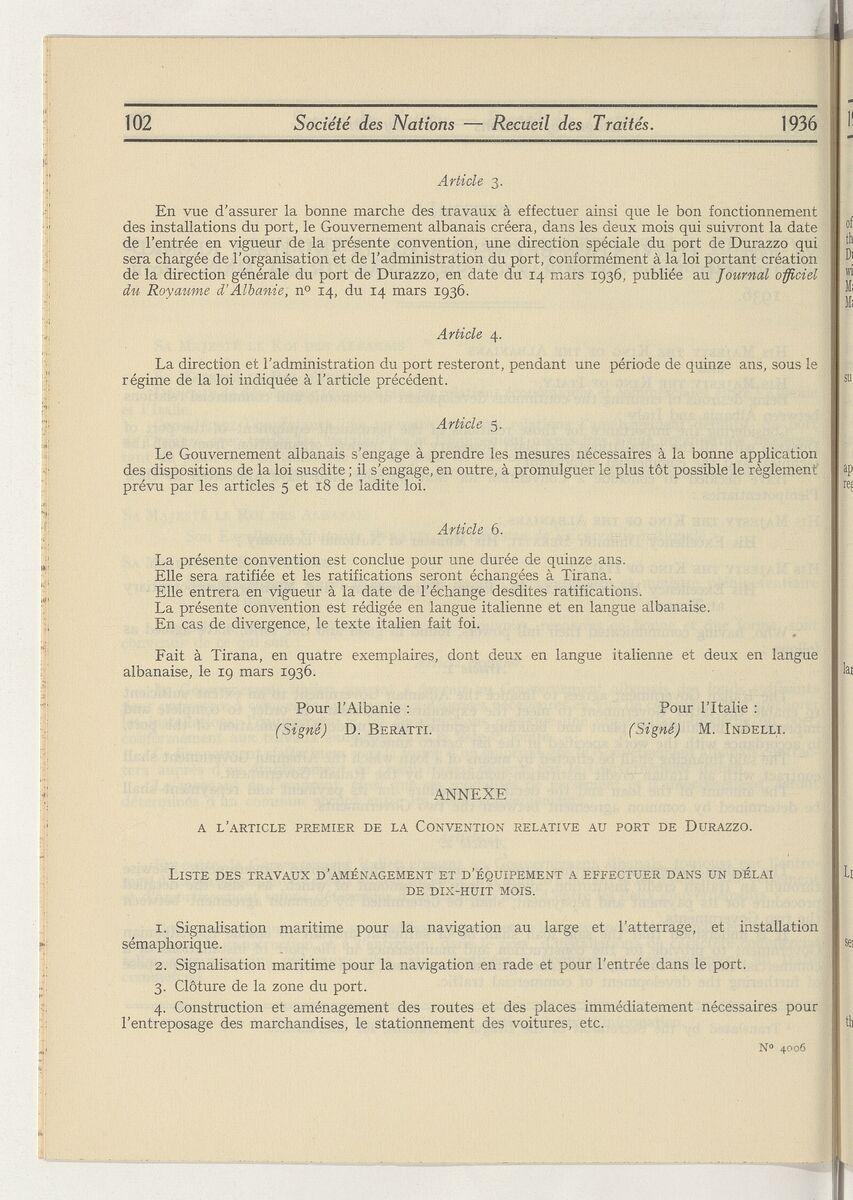 102 Société des Nations — Recueil des Traités. 1936
Article 3.
En vue d'assurer la bonne marche des travaux à effectuer ainsi que le bon fonctionnement
des installations du port, le Gouvernement albanais créera, dans les deux mois qui suivront la date
de l'entrée en vigueur de la présente convention, une direction spéciale du port de Durazzo qui
sera chargée de l'organisation et de l'administration du port, conformément à la loi portant création
de la direction générale du port de Durazzo, en date du 14 mars 1936, publiée au Journal officiel
du Royaume d'Albanie, nº 14, du 14 mars 1936.
Article 4.
La direction et l'administration du port resteront, pendant une période de quinze ans, sous le
régime de la loi indiquée à l'article précédent.
Article 5.
Le Gouvernement albanais s'engage à prendre les mesures nécessaires à la bonne application
des dispositions de la loi susdite ; il s'engage, en outre, à promulguer le plus tôt possible le règlement
prévu par les articles 5 et 18 de ladite loi.
Article 6.
La présente convention est conclue pour une durée de quinze ans.
Elle sera ratifiée et les ratifications seront échangées à Tirana.
Elle entrera en vigueur à la date de l'échange desdites ratifications.
La présente convention est rédigée en langue italienne et en langue albanaise.
En cas de divergence, le texte italien fait foi.
Fait à Tirana, en quatre exemplaires, dont deux en langue italienne et deux en langue
albanaise, le 19 mars 1936.
Pour l'Albanie : Pour l'Italie :
(Signé) D. BERATTI. (Signé) M. INDELLI.
ANNEXE
A L'ARTICLE PREMIER DE LA CONVENTION RELATIVE AU PORT DE DURAZZO.
LISTE DES TRAVAUX D'AMÉNAGEMENT ET D'ÉQUIPEMENT A EFFECTUER DANS UN DÉLAI
DE DIX-HUIT MOIS.
1. Signalisation maritime pour la navigation au large et l'atterrage, et installation
sémaphorique.
2. Signalisation maritime pour la navigation en rade et pour l'entrée dans le port.
3. Clôture de la zone du port.
4. Construction et aménagement des routes et des places immédiatement nécessaires pour
l'entreposage des marchandises, le stationnement des voitures, etc.
Nº 4006